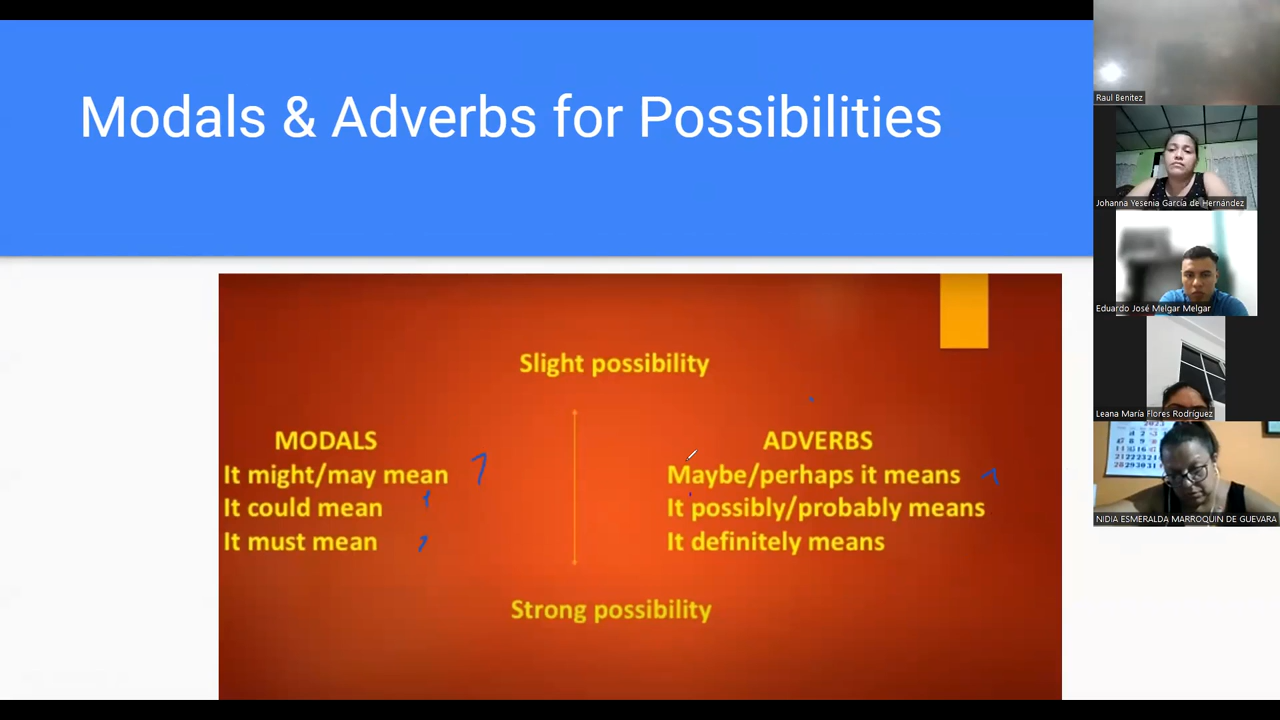 Modals & Adverbs for Possibilities
Slight possibility
MODALS
It might/may mean
It could mean
It must mean
ADVERBS
Maybe/perhaps it means
It possibly/probably means
It definitely means
Strong possibility
Raul Benitez
Johanna Yesenia García de Hernández
Eduardo José Melgar Melgar
Leana María Flores Rodríguez
NIDIA ESMERALDA MARROQUIN DE GUEVARA